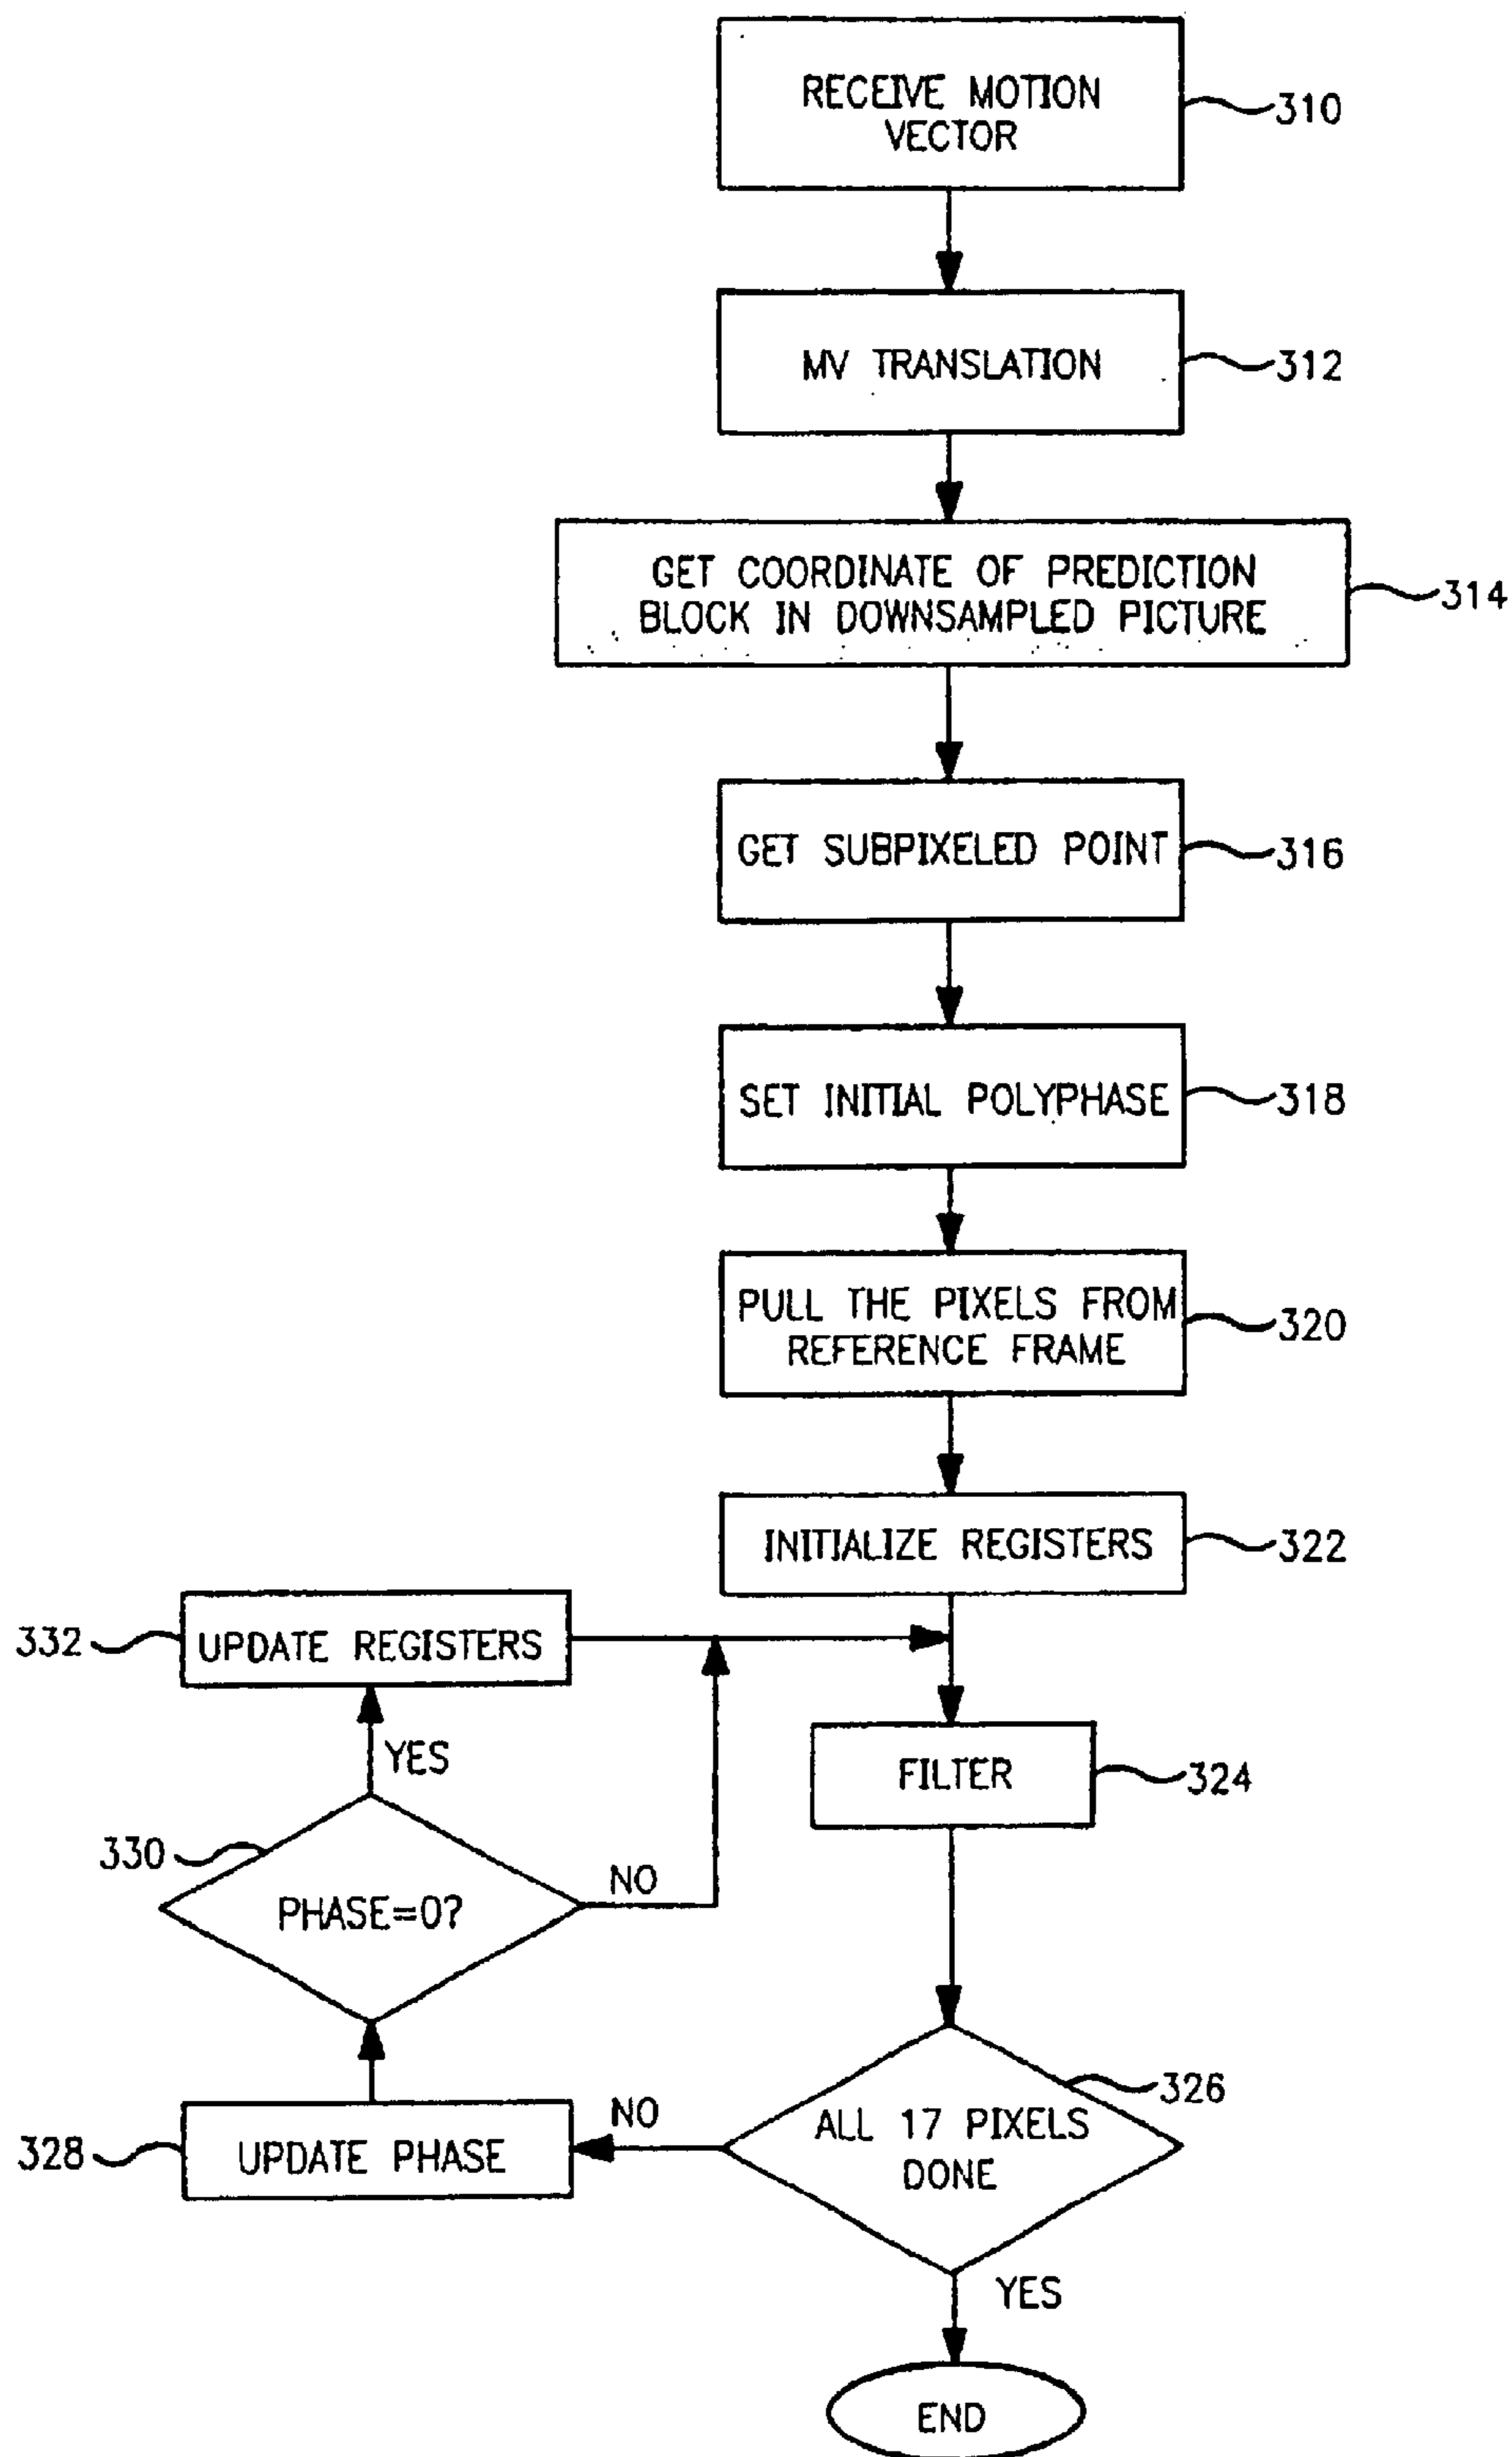 RECEIVE MOTION
VECTOR
310
MV TRANSLATION
312
GET COORDINATE OF PREDICTION
BLOCK IN DOWNSAMPLED PICTURE
314
GET SUBPIXELED POINT
316
SET INITIAL POLYPHASE
318
PULL THE PIXELS FROM
REFERENCE FRAME
320
INITIALIZE REGISTERS
322
332
UPDATE REGISTERS
YES
FILTER
324
330
PHASE=0?
NO
326
ALL 17 PIXELS
DONE
NO
328
UPDATE PHASE
YES
END